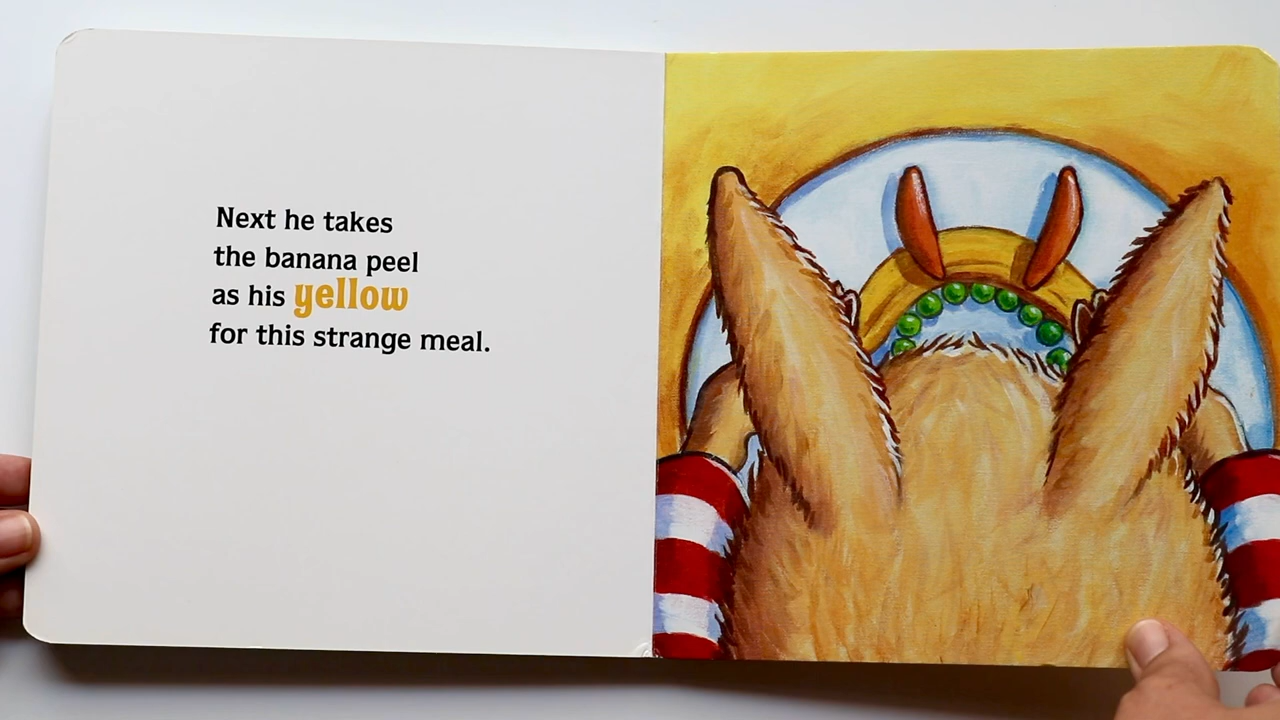 Next he takes
the banana peel
as his yellow
for this strange meal.